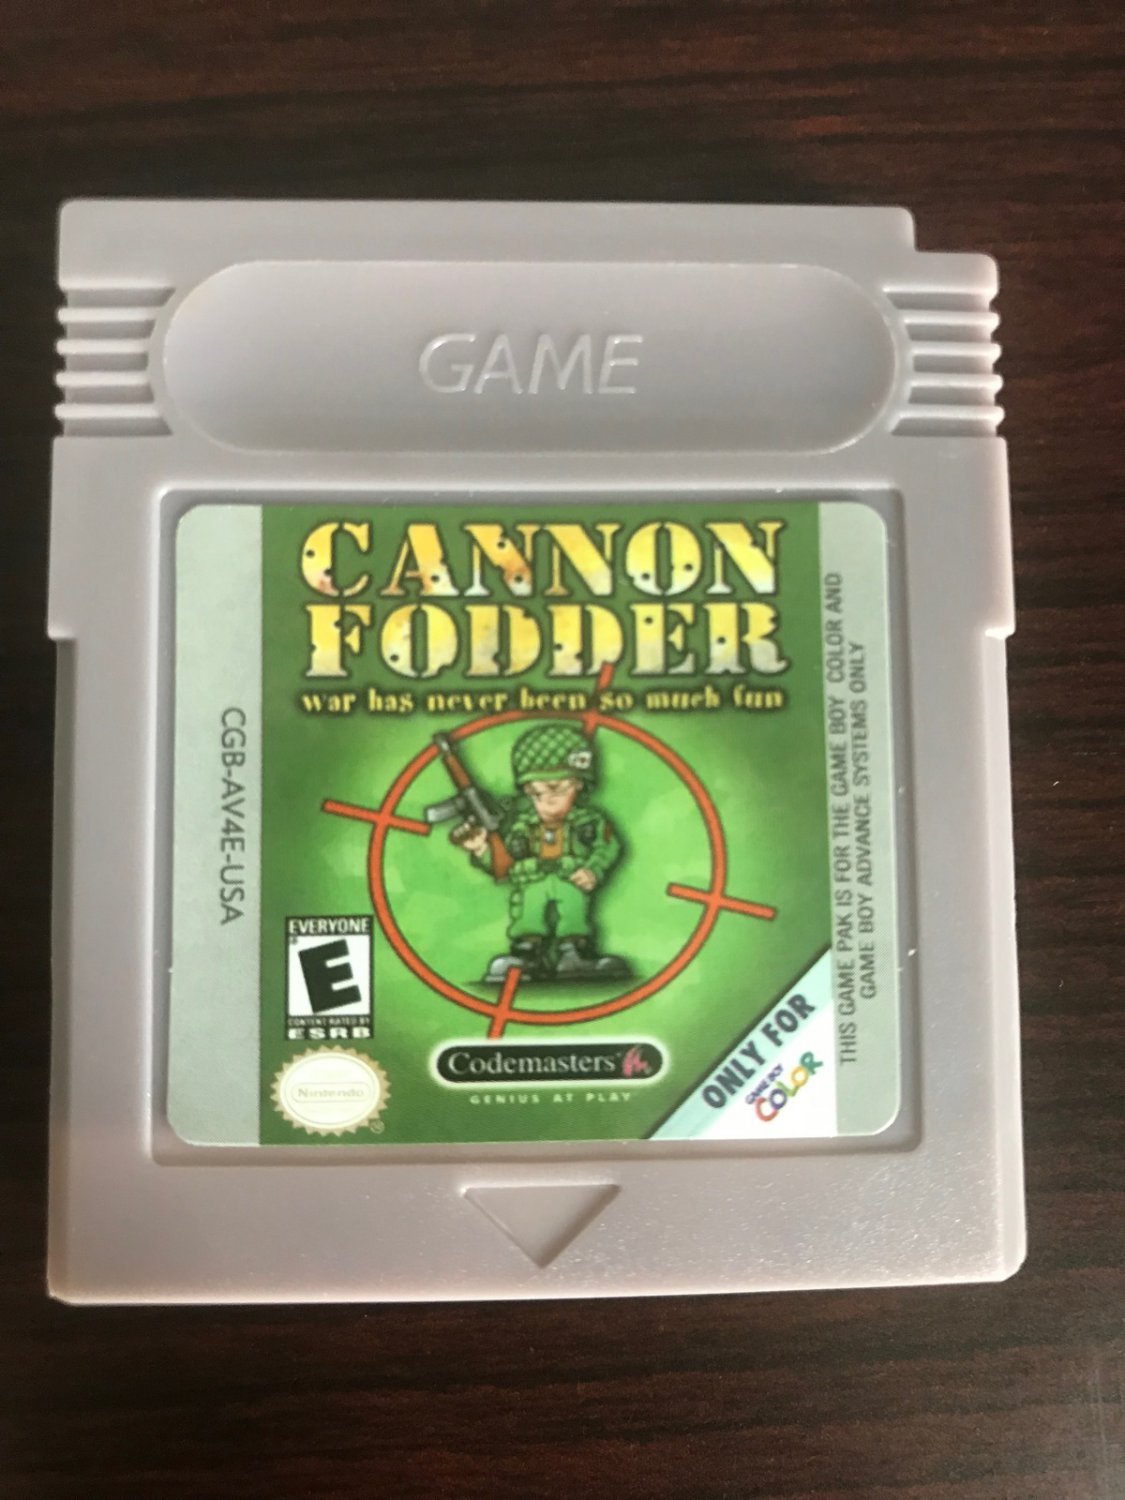 GAME
CANNON
FODDER
war has never been so much fun
CGB-AV4E-USA
THIS GAME PAK IS FOR THE GAME BOY COLOR AND
GAME BOY ADVANCE SYSTEMS ONLY
EVERYONE
E
CONTENT RATED BY
ESRB
Nintendo
Codemasters
GENIUS AT PLAY
ONLY FOR
GAME BOY
COLOR